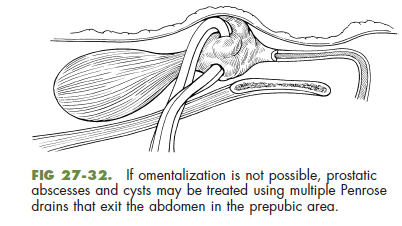 FIG 27-32. If omentalization is not possible, prostatic
abscesses and cysts may be treated using multiple Penrose
drains that exit the abdomen in the prepubic area.